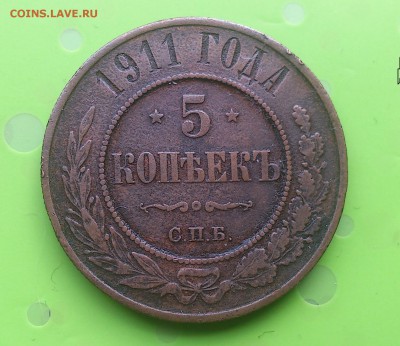 COINS.LAVE.RU
1911 ГОДА
5
КОПѢЕКЪ
С.П.Б.